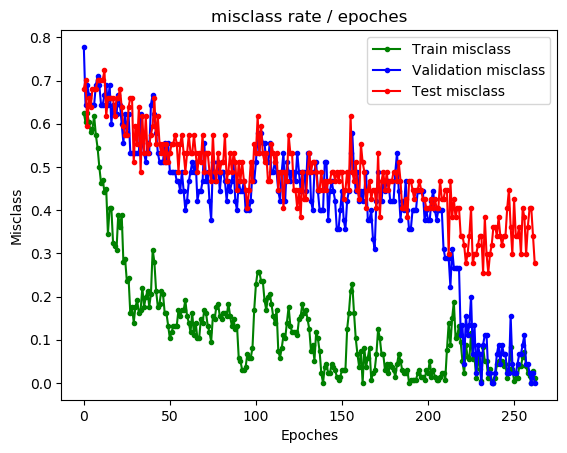 misclass rate / epoches
Train misclass
Validation misclass
Test misclass
Misclass
0.8
0.7
0.6
0.5
0.4
0.3
0.2
0.1
0.0
0 50 100 150 200 250
Epoches